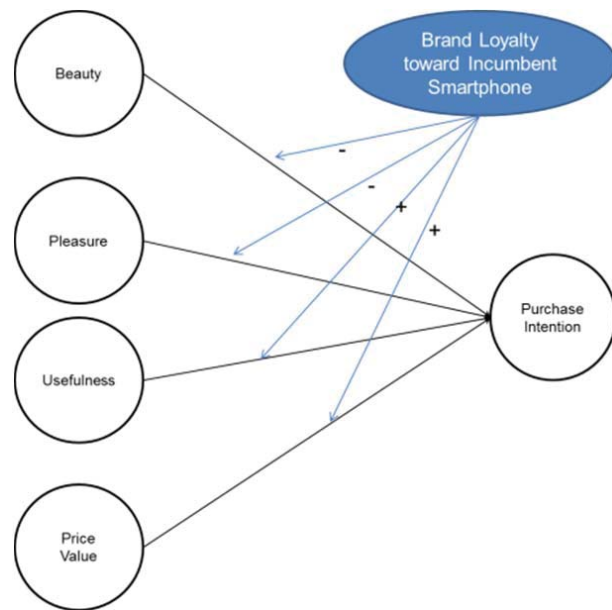 Beauty
Brand Loyalty
toward Incumbent
Smartphone
-
-
+
+
Pleasure
Purchase
Intention
Usefulness
Price
Value